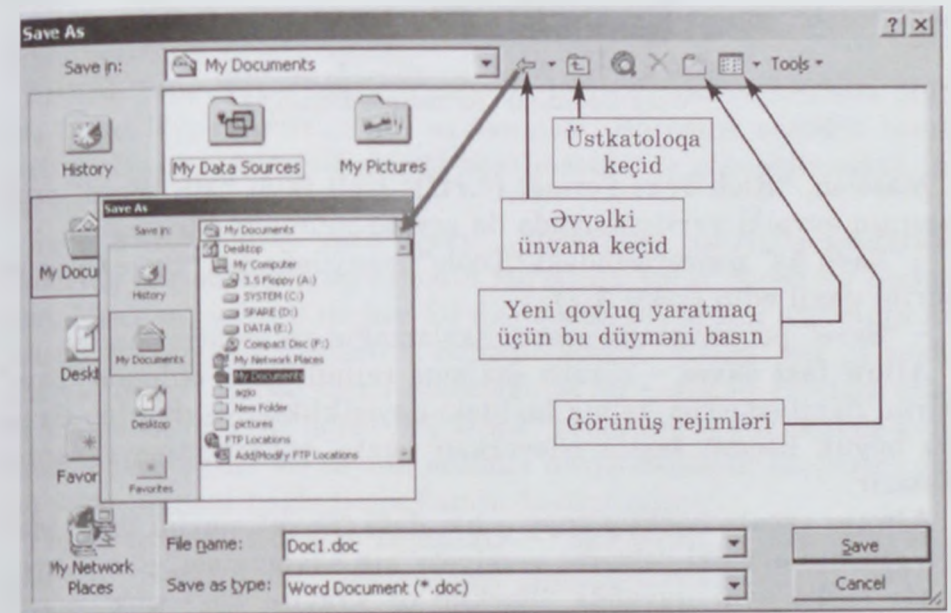 Save As
Save in:
My Documents
Tools
History
My Data Sources
My Pictures
Üstkatoloqa
keçid
Əvvəlki
ünvana keçid
Yeni qovluq yaratmaq
üçün bu düyməni basın
Görünüş rejimləri
My Docu
Deskt
Favor
My Network
Places
Save As
Save in:
My Documents
History
My Documents
Desktop
Favorites
Desktop
My Computer
3.5 Floppy (A:)
SYSTEM (C:)
SPARE (D:)
DATA (E:)
Compact Disc (F:)
My Network Places
My Documents
New Folder
pictures
FTP Locations
Add/Modify FTP Locations
File name:
Doc1.doc
Save
Save as type:
Word Document (*.doc)
Cancel